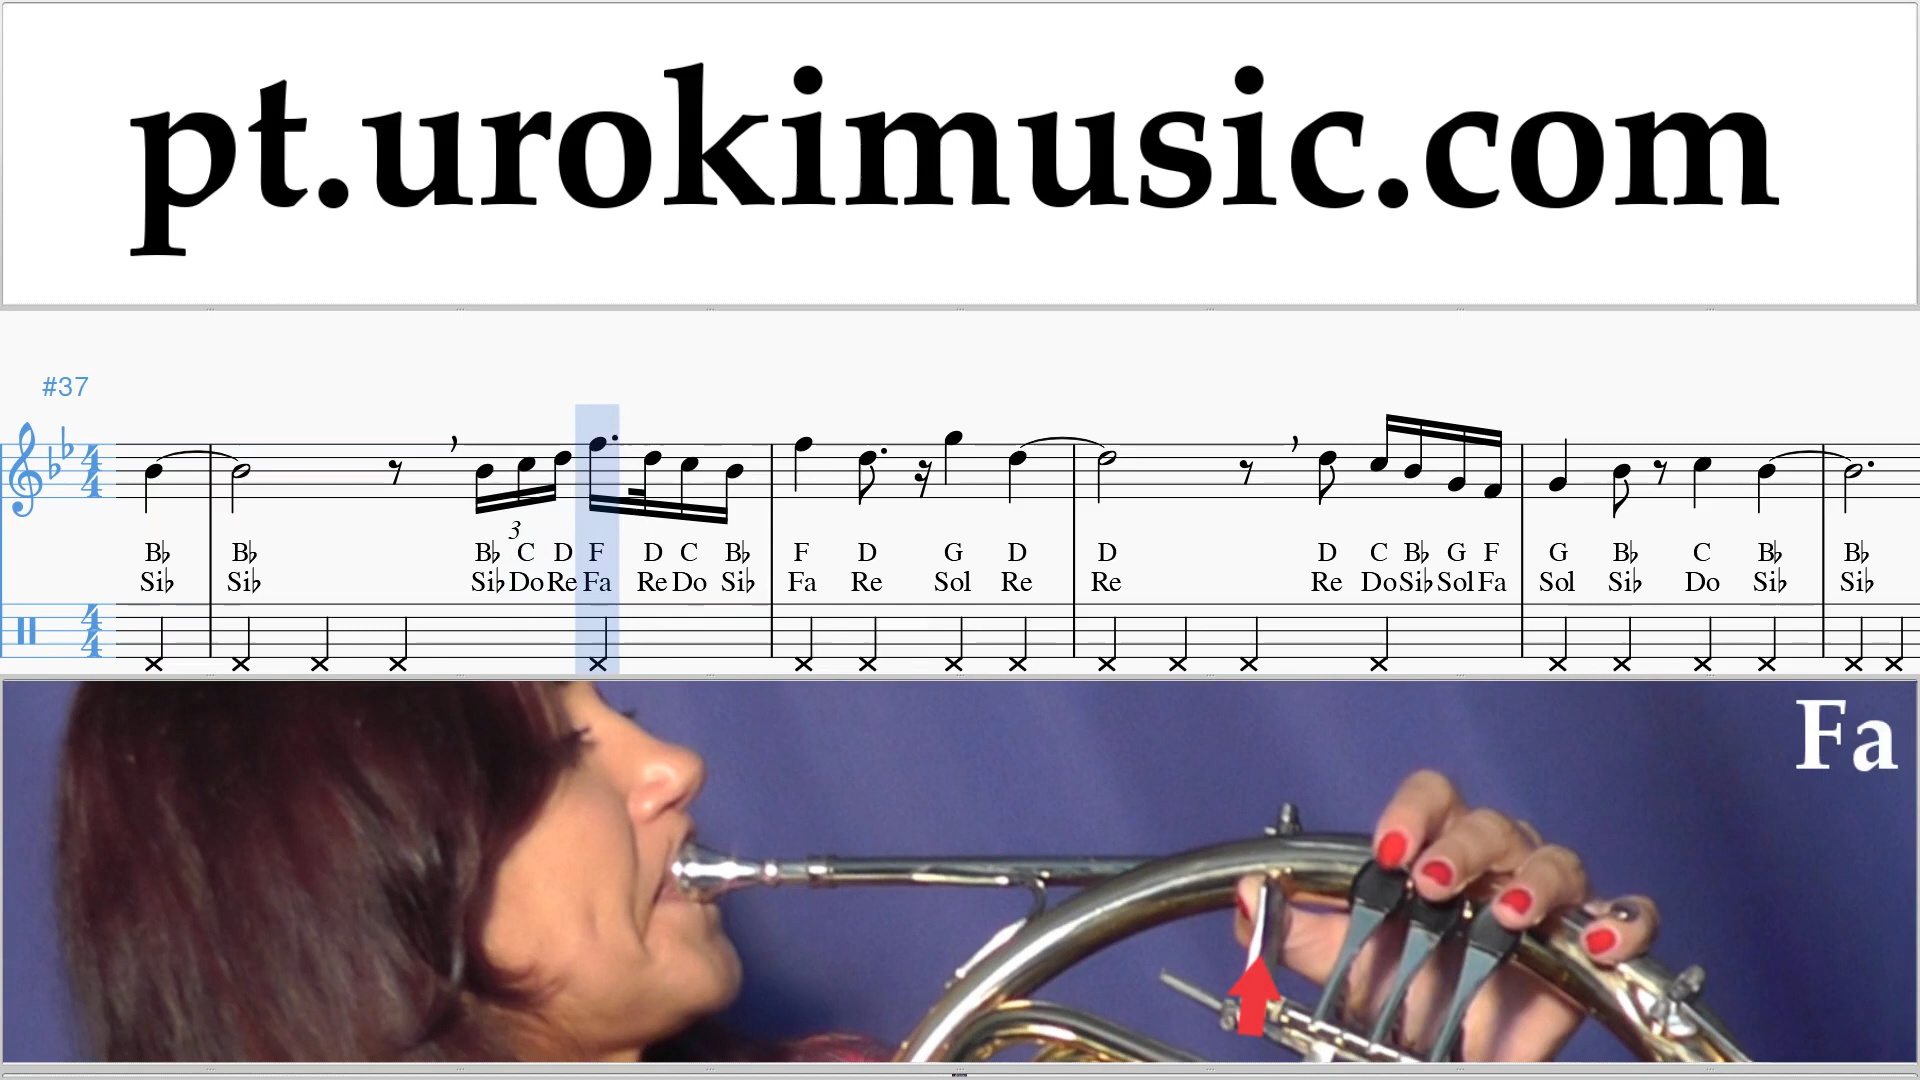 pt.urokimusic.com
#37
3
B♭ B♭ B♭ C D F D C B♭ F D G D D D C B♭ G F G B♭ C B♭ B♭
Si♭ Si♭ Si♭ Do Re Fa Re Do Si♭ Fa Re Sol Re Re Re Do Si♭ Sol Fa Sol Si♭ Do Si♭ Si♭
Fa